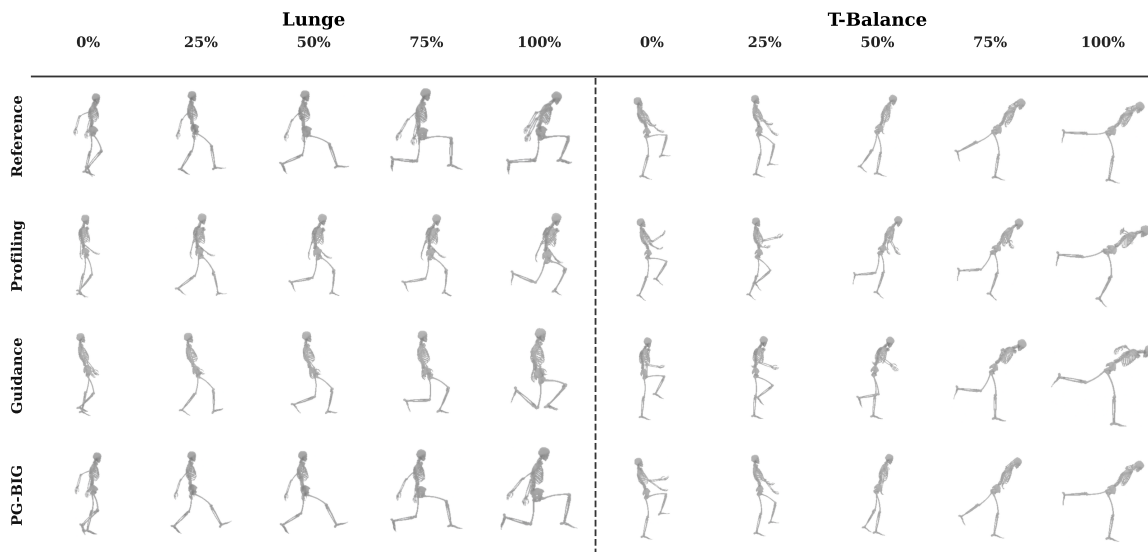 Lunge T-Balance
0% 25% 50% 75% 100% 0% 25% 50% 75% 100%
Reference
Profiling
Guidance
PG-BIG